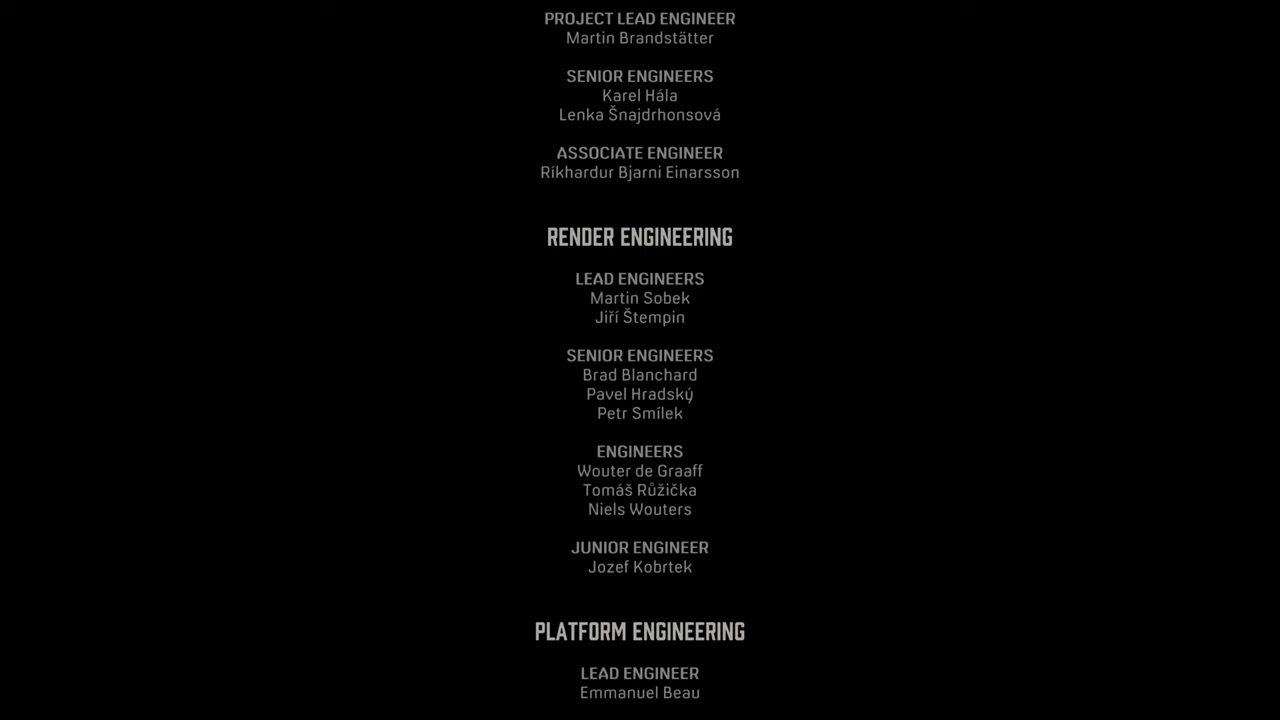 PROJECT LEAD ENGINEER
Martin Brandstätter
SENIOR ENGINEERS
Karel Hála
Lenka Šnajdrhonsová
ASSOCIATE ENGINEER
Ríkhardur Bjarni Einarsson
RENDER ENGINEERING
LEAD ENGINEERS
Martin Sobek
Jiří Štempin
SENIOR ENGINEERS
Brad Blanchard
Pavel Hradský
Petr Smílek
ENGINEERS
Wouter de Graaff
Tomáš Růžička
Niels Wouters
JUNIOR ENGINEER
Jozef Kobrtek
PLATFORM ENGINEERING
LEAD ENGINEER
Emmanuel Beau